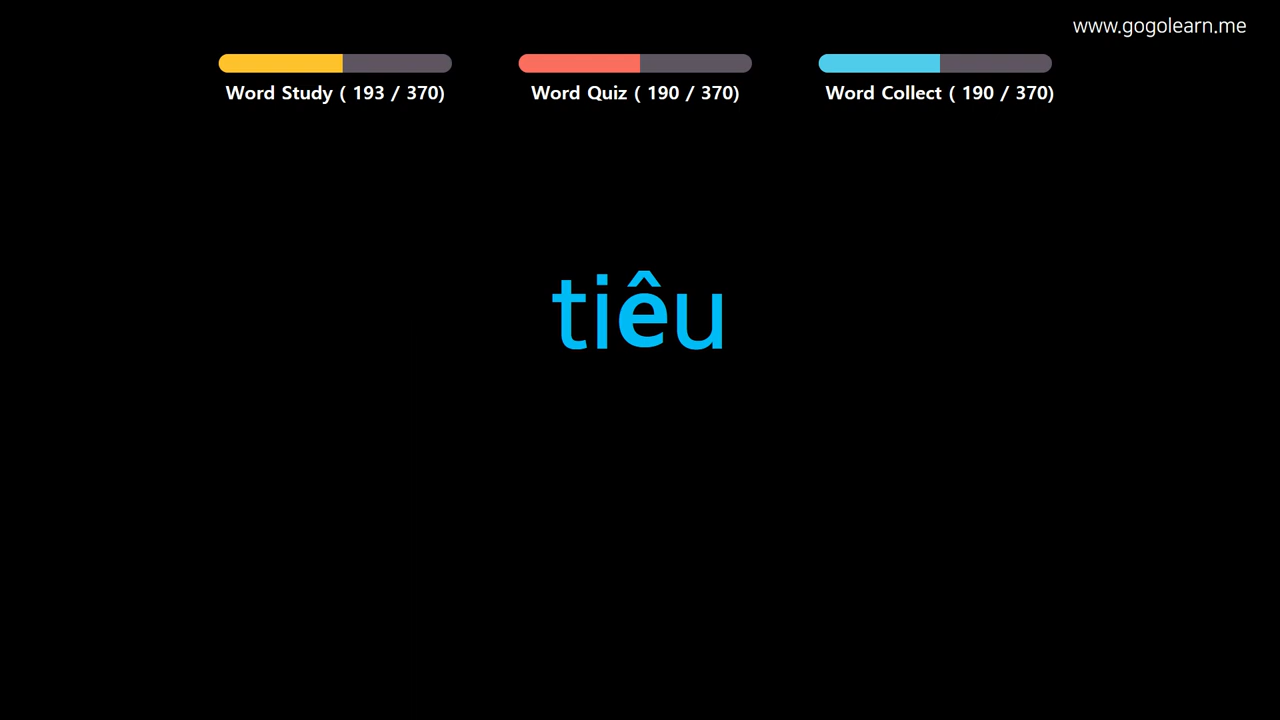 www.gogolearn.me
Word Study ( 193 / 370)
Word Quiz ( 190 / 370)
Word Collect ( 190 / 370)
tiêu